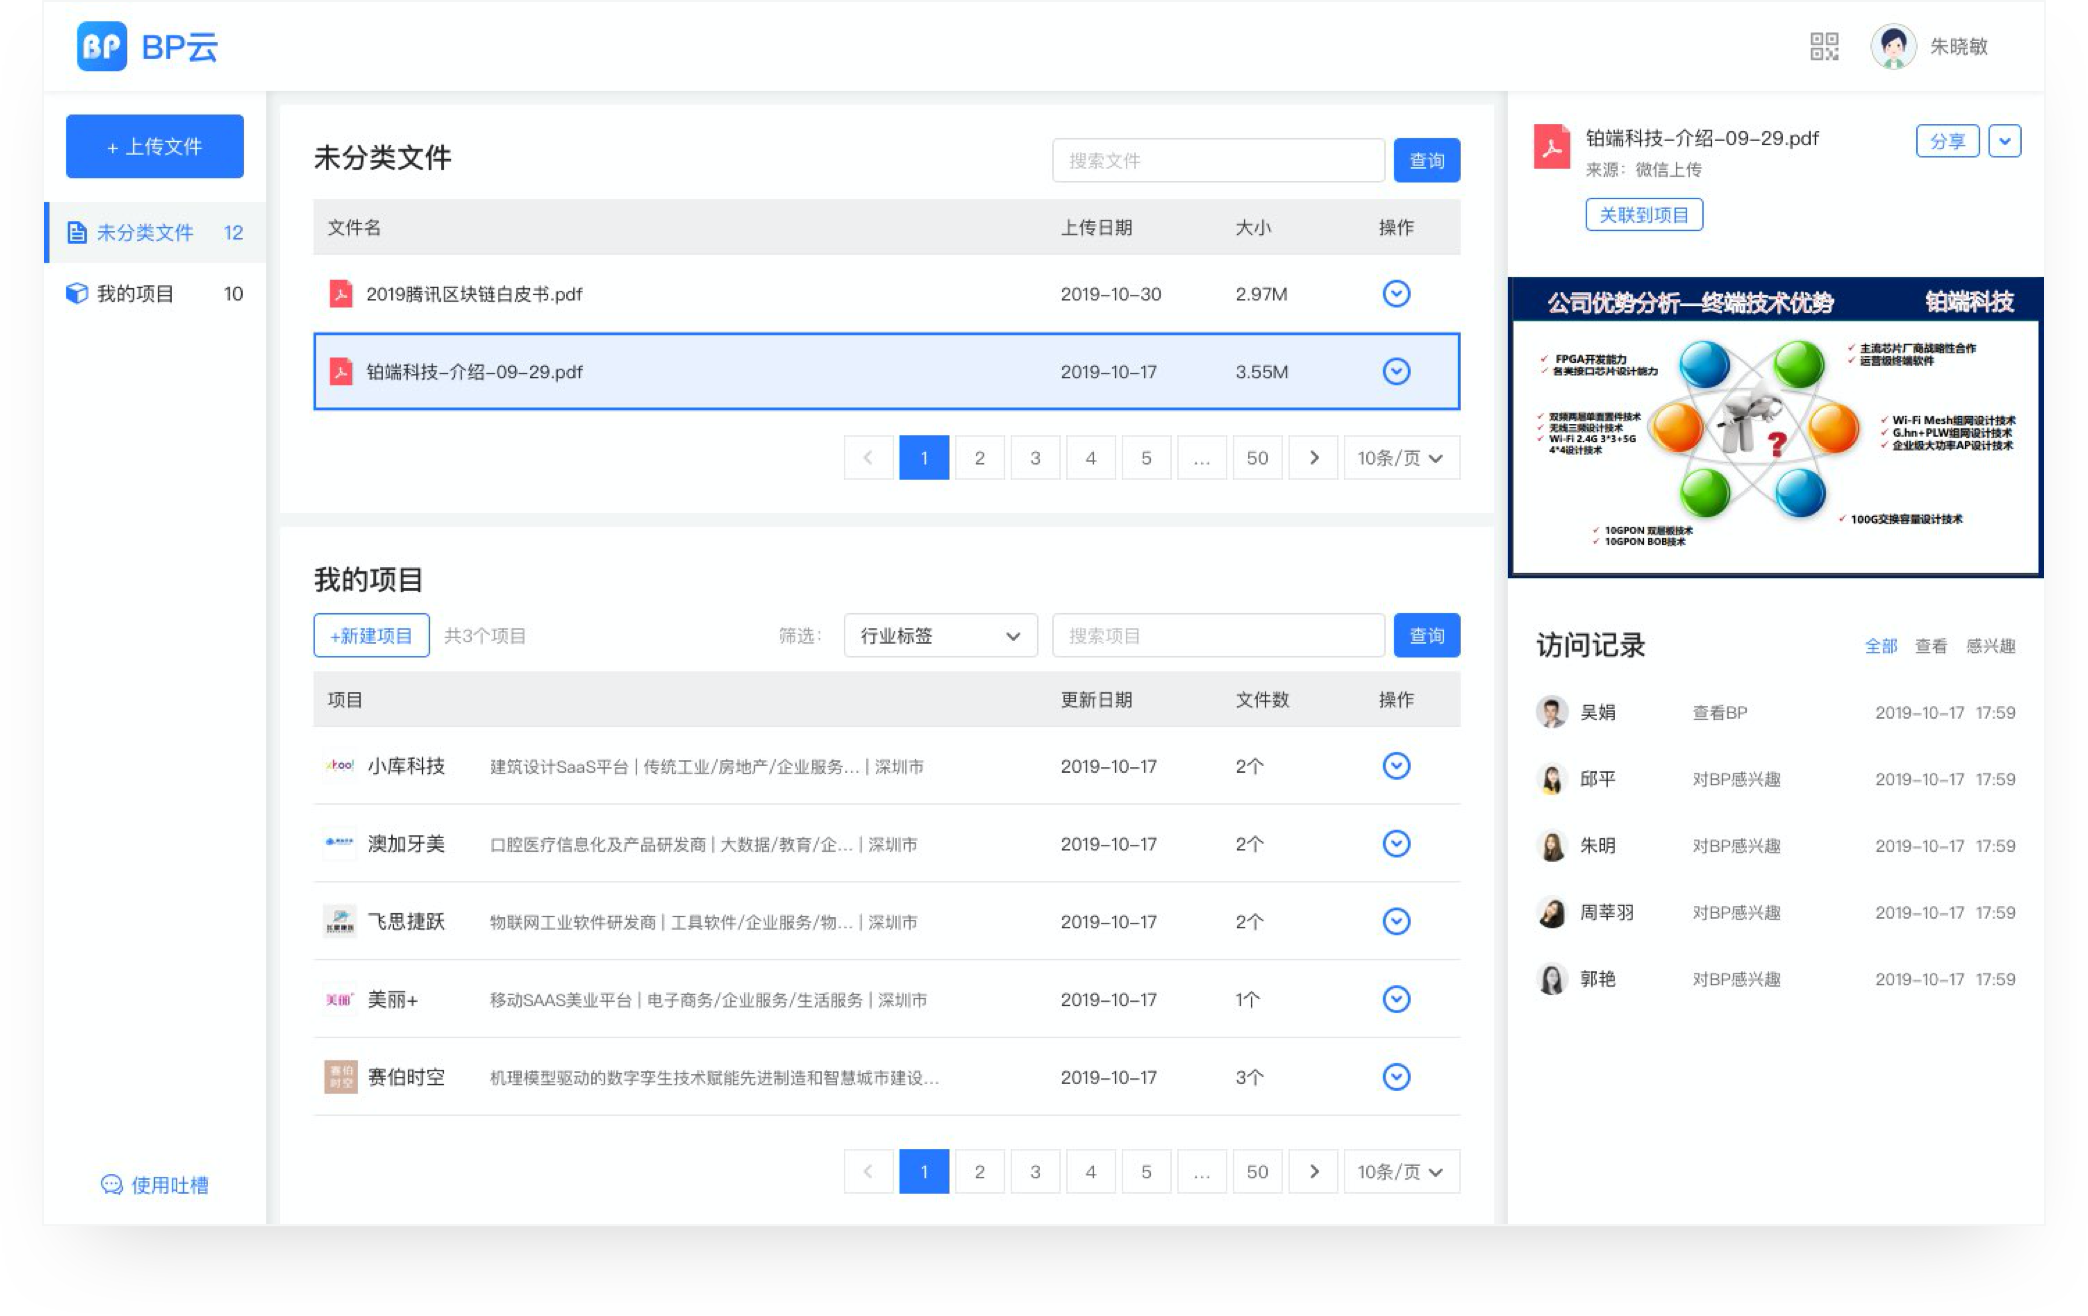 BP BP云
朱晓敏
+ 上传文件
未分类文件 12
我的项目 10
使用吐槽
未分类文件
搜索文件 查询
文件名 上传日期 大小 操作
2019腾讯区块链白皮书.pdf 2019-10-30 2.97M
铂端科技-介绍-09-29.pdf 2019-10-17 3.55M
1 2 3 4 5 ... 50 10条/页
我的项目
+新建项目 共3个项目 筛选: 行业标签 搜索项目 查询
项目 更新日期 文件数 操作
xkool 小库科技 建筑设计SaaS平台 | 传统工业/房地产/企业服务... | 深圳市 2019-10-17 2个
澳加牙美 口腔医疗信息化及产品研发商 | 大数据/教育/企... | 深圳市 2019-10-17 2个
飞思捷跃 物联网工业软件研发商 | 工具软件/企业服务/物... | 深圳市 2019-10-17 2个
美丽+ 美丽+ 移动SAAS美业平台 | 电子商务/企业服务/生活服务 | 深圳市 2019-10-17 1个
赛伯时空 赛伯时空 机理模型驱动的数字孪生技术赋能先进制造和智慧城市建设... 2019-10-17 3个
1 2 3 4 5 ... 50 10条/页
铂端科技-介绍-09-29.pdf 分享
来源: 微信上传
关联到项目
公司优势分析—终端技术优势 铂端科技
FPGA开发能力
各类接口芯片设计能力
主流芯片厂商战略性合作
运营级终端软件
双频两层单面置件技术
无线三频设计技术
Wi-Fi 2.4G 3*3+5G
4*4设计技术
?
Wi-Fi Mesh组网设计技术
G.hn+PLW组网设计技术
企业级大功率AP设计技术
10GPON 双层板技术
10GPON BOB技术
100G交换容量设计技术
访问记录 全部 查看 感兴趣
吴娟 查看BP 2019-10-17 17:59
邱平 对BP感兴趣 2019-10-17 17:59
朱明 对BP感兴趣 2019-10-17 17:59
周莘羽 对BP感兴趣 2019-10-17 17:59
郭艳 对BP感兴趣 2019-10-17 17:59